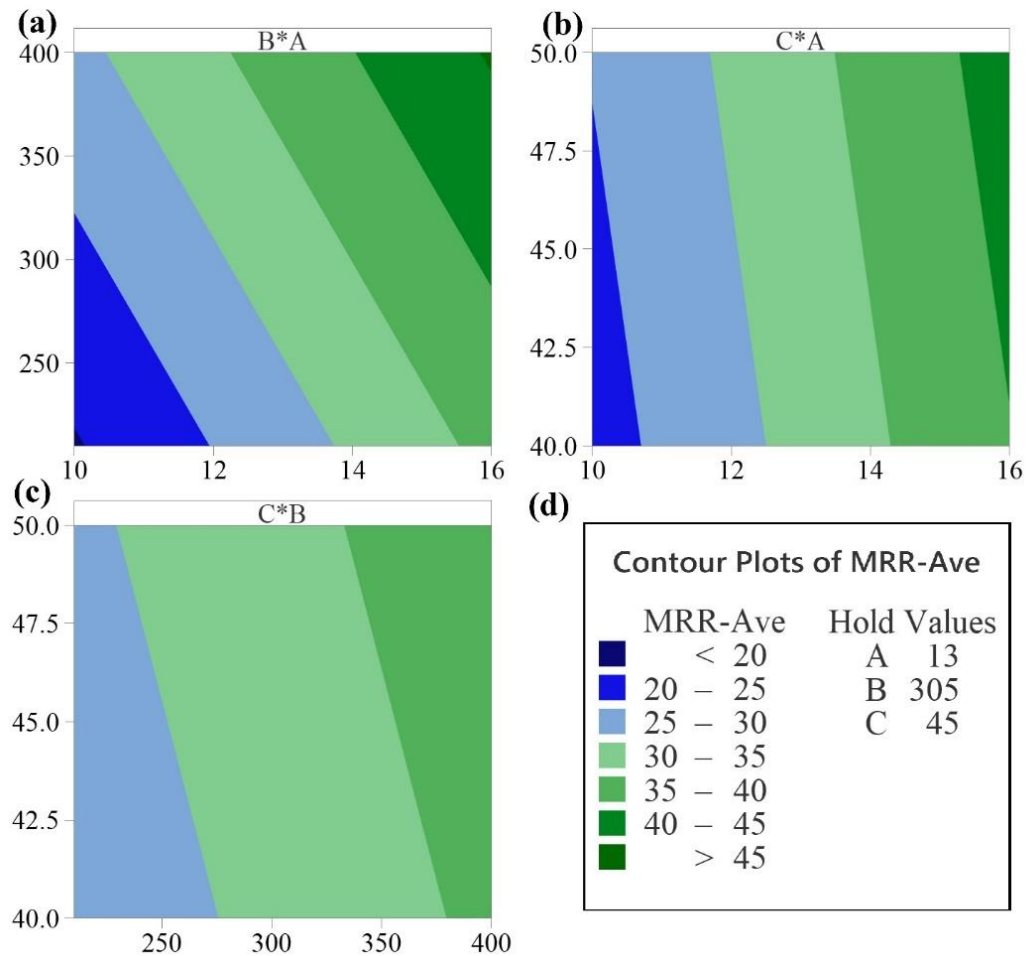 (a)
B*A
400
350
300
250
10 12 14 16
(b)
C*A
50.0
47.5
45.0
42.5
40.0
10 12 14 16
(c)
C*B
50.0
47.5
45.0
42.5
40.0
250 300 350 400
(d)
Contour Plots of MRR-Ave
MRR-Ave Hold Values
< 20 A 13
20 – 25 B 305
25 – 30 C 45
30 – 35
35 – 40
40 – 45
> 45